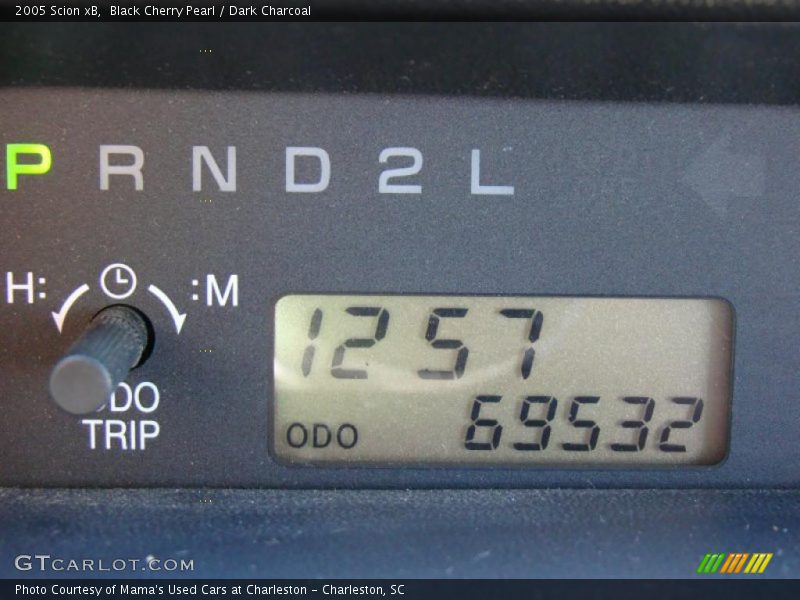 2005 Scion xB, Black Cherry Pearl / Dark Charcoal
P R N D 2 L
H: :M
12 57
ODO 69532
TRIP
ODO
GTCARLOT.COM
Photo Courtesy of Mama's Used Cars at Charleston - Charleston, SC